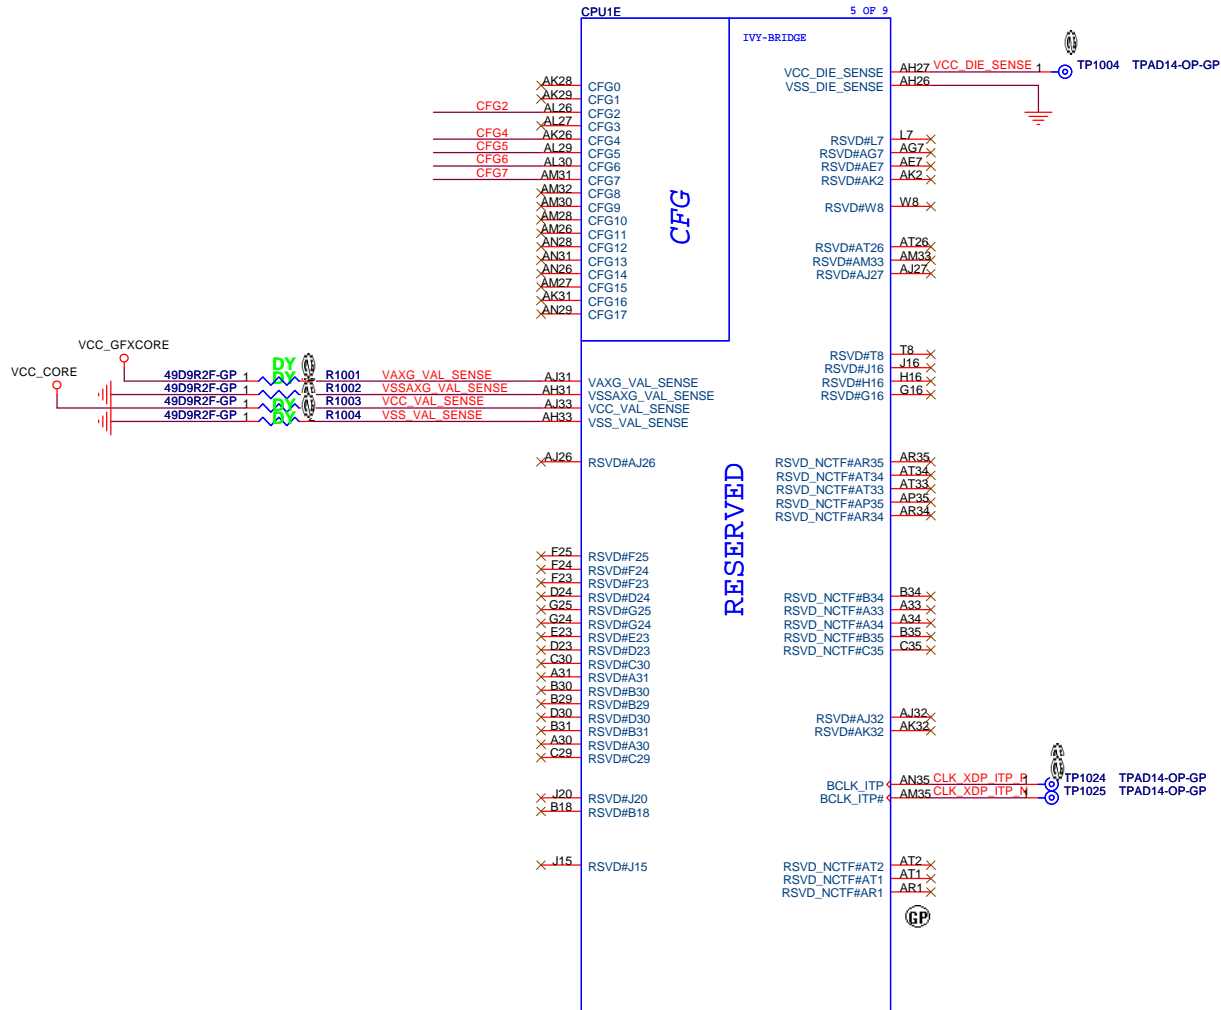 CPU1E
5 OF 9
IVY-BRIDGE
CFG
RESERVED
AK28 CFG0
AK29 CFG1
CFG2 AL26 CFG2
AL27 CFG3
CFG4 AK26 CFG4
CFG5 AL29 CFG5
CFG6 AL30 CFG6
CFG7 AM31 CFG7
AM32 CFG8
AM30 CFG9
AM28 CFG10
AM26 CFG11
AN28 CFG12
AN31 CFG13
AN26 CFG14
AM27 CFG15
AK31 CFG16
AN29 CFG17
VCC_GFXCORE
VCC_CORE
49D9R2F-GP 1 DY R1001 VAXG_VAL_SENSE AJ31 VAXG_VAL_SENSE
49D9R2F-GP 1 DY R1002 VSSAXG_VAL_SENSE AH31 VSSAXG_VAL_SENSE
49D9R2F-GP 1 DY R1003 VCC_VAL_SENSE AJ33 VCC_VAL_SENSE
49D9R2F-GP 1 DY R1004 VSS_VAL_SENSE AH33 VSS_VAL_SENSE
AJ26 RSVD#AJ26
F25 RSVD#F25
F24 RSVD#F24
F23 RSVD#F23
D24 RSVD#D24
G25 RSVD#G25
G24 RSVD#G24
E23 RSVD#E23
D23 RSVD#D23
C30 RSVD#C30
A31 RSVD#A31
B30 RSVD#B30
B29 RSVD#B29
D30 RSVD#D30
B31 RSVD#B31
A30 RSVD#A30
C29 RSVD#C29
J20 RSVD#J20
B18 RSVD#B18
J15 RSVD#J15
VCC_DIE_SENSE AH27 VCC_DIE_SENSE 1 TP1004 TPAD14-OP-GP
VSS_DIE_SENSE AH26
RSVD#L7 L7
RSVD#AG7 AG7
RSVD#AE7 AE7
RSVD#AK2 AK2
RSVD#W8 W8
RSVD#AT26 AT26
RSVD#AM33 AM33
RSVD#AJ27 AJ27
RSVD#T8 T8
RSVD#J16 J16
RSVD#H16 H16
RSVD#G16 G16
RSVD_NCTF#AR35 AR35
RSVD_NCTF#AT34 AT34
RSVD_NCTF#AT33 AT33
RSVD_NCTF#AP35 AP35
RSVD_NCTF#AR34 AR34
RSVD_NCTF#B34 B34
RSVD_NCTF#A33 A33
RSVD_NCTF#A34 A34
RSVD_NCTF#B35 B35
RSVD_NCTF#C35 C35
RSVD#AJ32 AJ32
RSVD#AK32 AK32
BCLK_ITP AN35 CLK_XDP_ITP_P 1 TP1024 TPAD14-OP-GP
BCLK_ITP# AM35 CLK_XDP_ITP_N 1 TP1025 TPAD14-OP-GP
RSVD_NCTF#AT2 AT2
RSVD_NCTF#AT1 AT1
RSVD_NCTF#AR1 AR1
GP